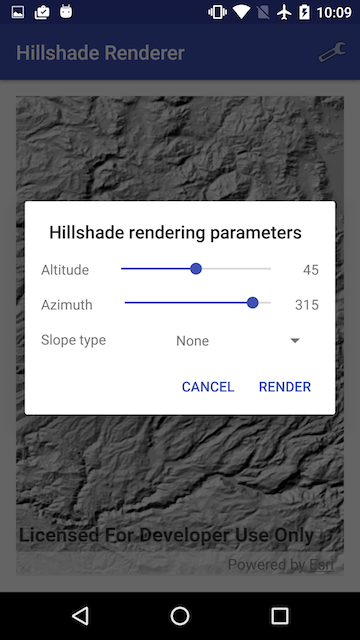 10:09
Hillshade Renderer
Hillshade rendering parameters
Altitude 45
Azimuth 315
Slope type None
CANCEL RENDER
Licensed For Developer Use Only
Powered by Esri